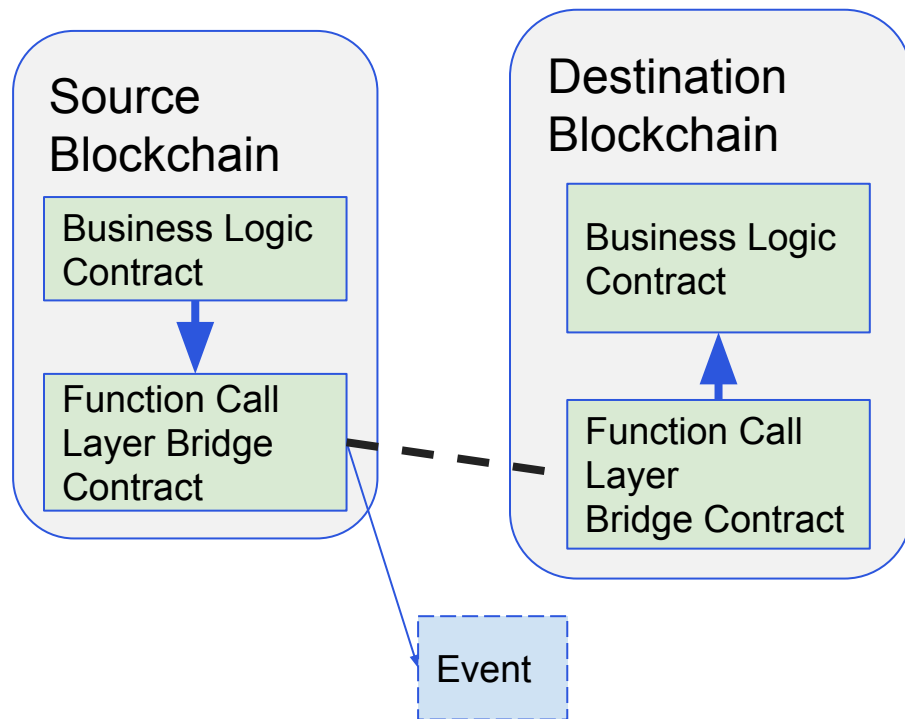 Source
Blockchain
Business Logic
Contract
Function Call
Layer Bridge
Contract
Destination
Blockchain
Business Logic
Contract
Function Call
Layer
Bridge Contract
Event